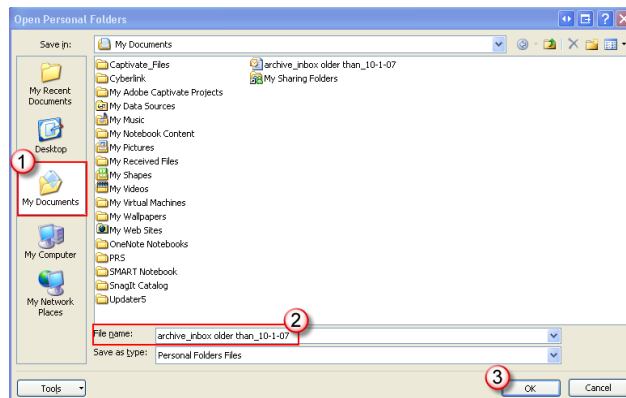 Open Personal Folders
Save in:
My Documents
My Recent
Documents
Desktop
1
My Documents
My Computer
My Network
Places
Captivate_Files
Cyberlink
My Adobe Captivate Projects
My Data Sources
My Music
My Notebook Content
My Pictures
My Received Files
My Shapes
My Videos
My Virtual Machines
My Wallpapers
My Web Sites
OneNote Notebooks
PRS
SMART Notebook
SnagIt Catalog
Updater5
archive_inbox older than_10-1-07
My Sharing Folders
2
File name:
archive_inbox older than_10-1-07
Save as type:
Personal Folders Files
Tools
3
OK
Cancel